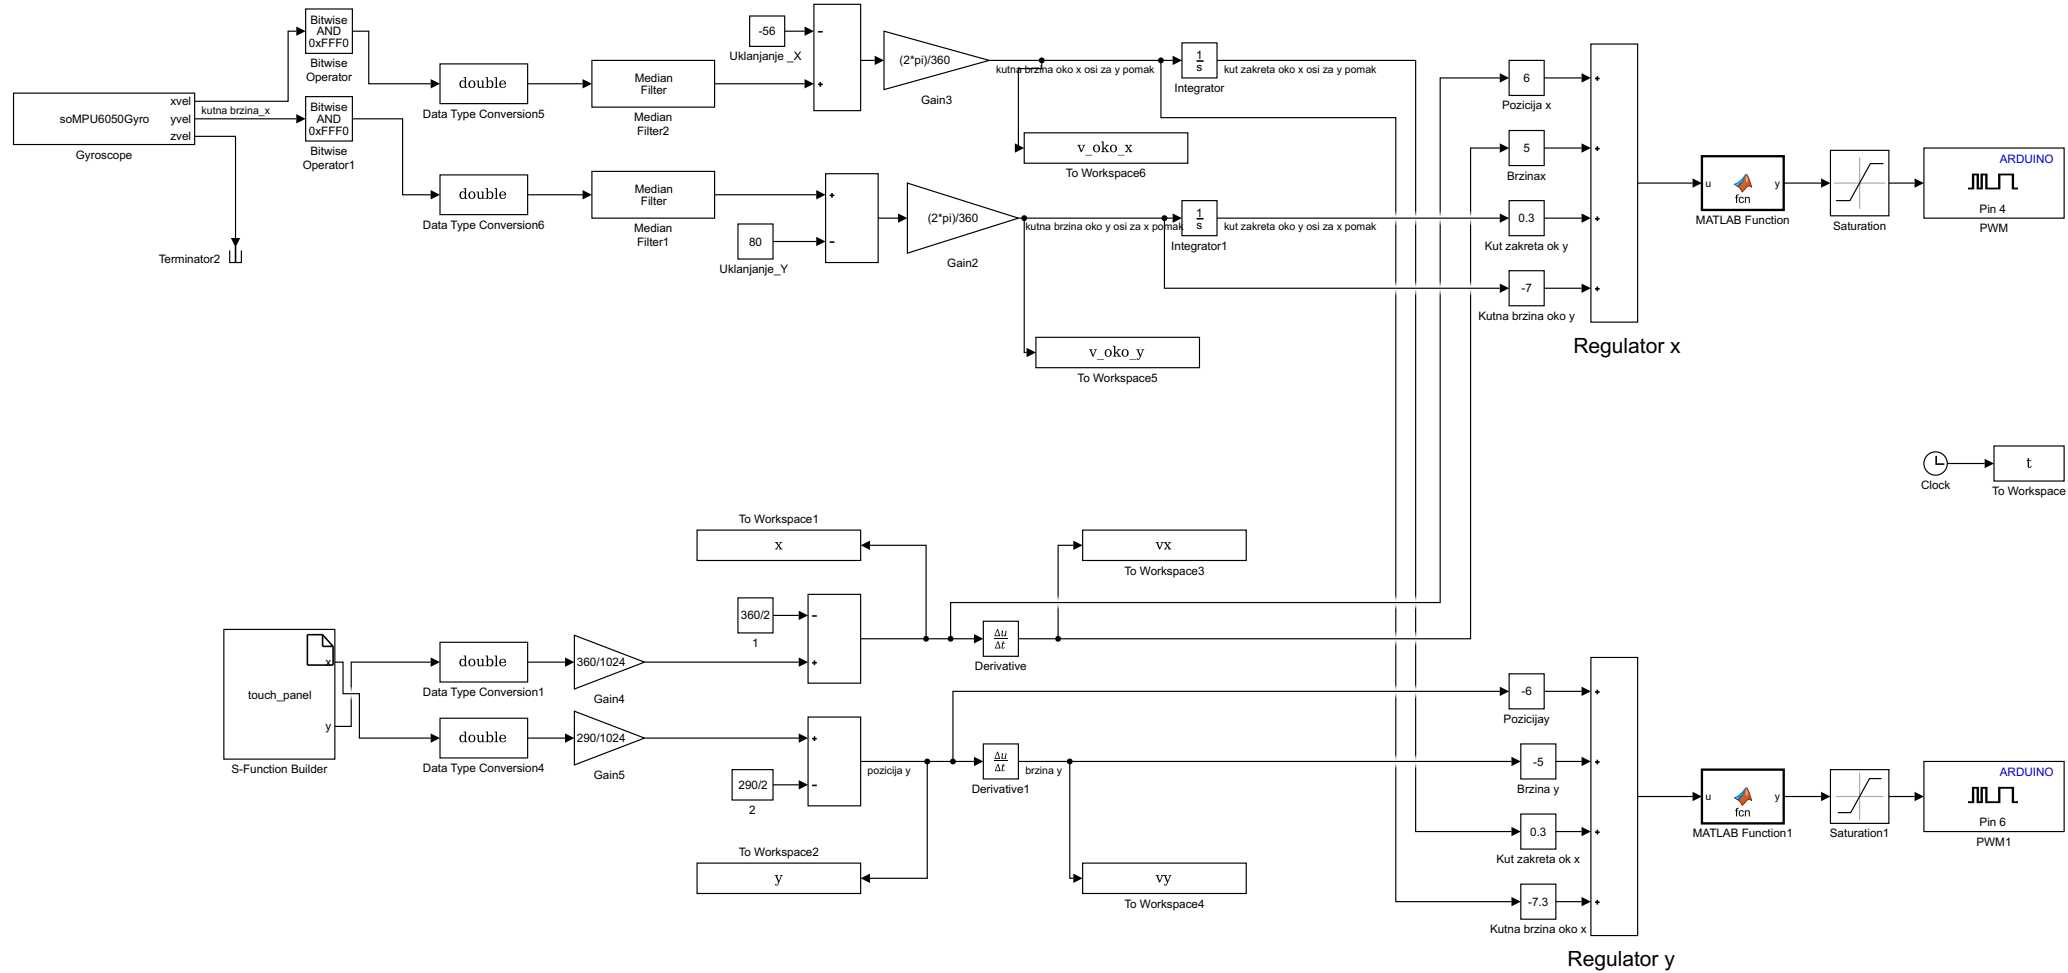 Bitwise
AND
0xFFF0
Bitwise
Operator
-56
Uklanjanje _X
-
+
(2*pi)/360
Gain3
kutna brzina oko x osi za y pomak
1
s
Integrator
kut zakreta oko x osi za y pomak
double
Data Type Conversion5
Median
Filter
Median
Filter2
soMPU6050Gyro
xvel
yvel
zvel
Gyroscope
kutna brzina_x
Bitwise
AND
0xFFF0
Bitwise
Operator1
Terminator2
v_oko_x
To Workspace6
double
Data Type Conversion6
Median
Filter
Median
Filter1
+
-
80
Uklanjanje_Y
(2*pi)/360
Gain2
kutna brzina oko y osi za x pomak
1
s
Integrator1
kut zakreta oko y osi za x pomak
v_oko_y
To Workspace5
6
Pozicija x
5
Brzinax
0.3
Kut zakreta ok y
-7
Kutna brzina oko y
+
+
+
+
Regulator x
u
fcn
y
MATLAB Function
Saturation
ARDUINO
Pin 4
PWM
Clock
t
To Workspace
To Workspace1
x
vx
To Workspace3
360/2
1
-
+
Δu
Δt
Derivative
touch_panel
x
y
S-Function Builder
double
Data Type Conversion1
360/1024
Gain4
double
Data Type Conversion4
290/1024
Gain5
290/2
2
+
-
pozicija y
Δu
Δt
Derivative1
brzina y
To Workspace2
y
vy
To Workspace4
-6
Pozicijay
-5
Brzina y
0.3
Kut zakreta ok x
-7.3
Kutna brzina oko x
+
+
+
+
Regulator y
u
fcn
y
MATLAB Function1
Saturation1
ARDUINO
Pin 6
PWM1